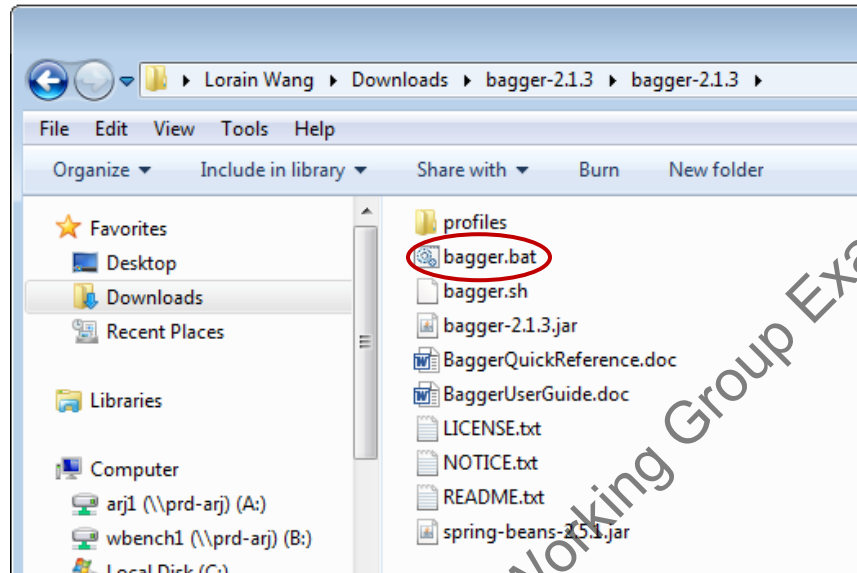 Lorain Wang Downloads bagger-2.1.3 bagger-2.1.3
File Edit View Tools Help
Organize Include in library Share with Burn New folder
Favorites
Desktop
Downloads
Recent Places
Libraries
Computer
arj1 (\\prd-arj) (A:)
wbench1 (\\prd-arj) (B:)
Local Disk (C:)
profiles
bagger.bat
bagger.sh
bagger-2.1.3.jar
BaggerQuickReference.doc
BaggerUserGuide.doc
LICENSE.txt
NOTICE.txt
README.txt
spring-beans-2.5.1.jar
Working Group